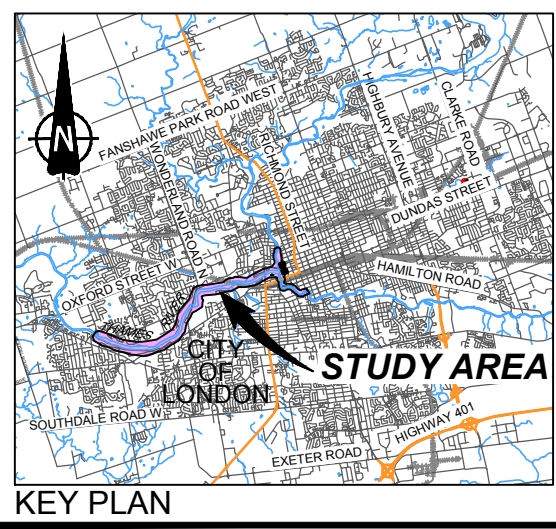 N
FANSHAWE PARK ROAD WEST
WONDERLAND ROAD N
RICHMOND STREET
HIGHBURY AVENUE
CLARKE ROAD
DUNDAS STREET
OXFORD STREET W
HAMILTON ROAD
THAMES RIVER
CITY
OF
LONDON
STUDY AREA
SOUTHDALE ROAD W
HIGHWAY 401
EXETER ROAD
KEY PLAN